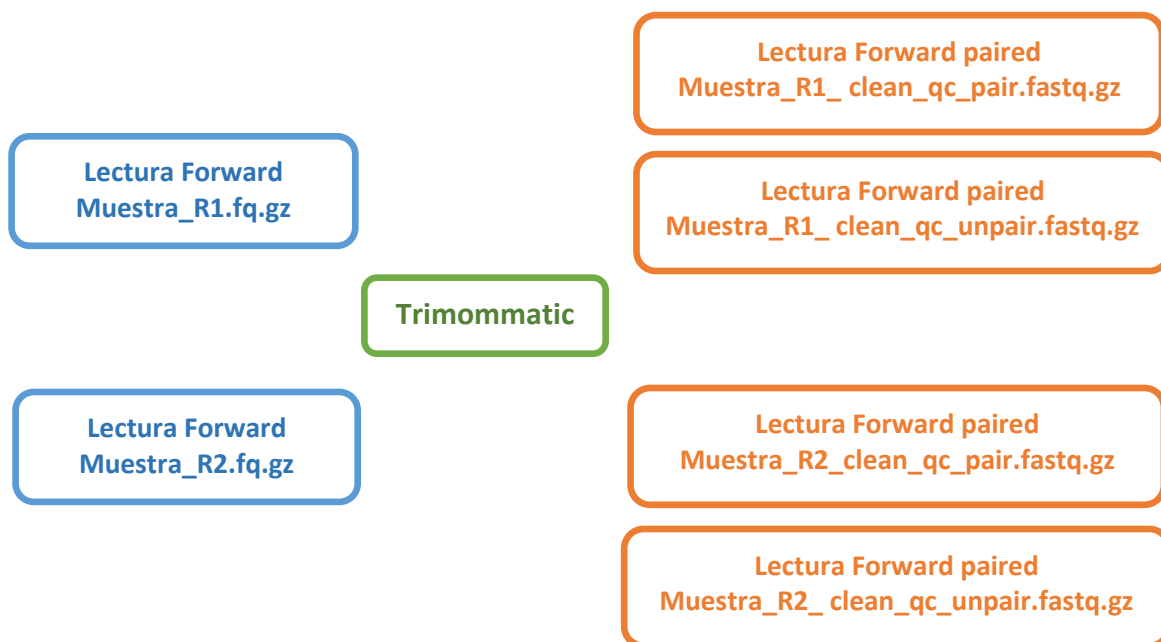 Lectura Forward paired
Muestra_R1_ clean_qc_pair.fastq.gz
Lectura Forward
Muestra_R1.fq.gz
Lectura Forward paired
Muestra_R1_ clean_qc_unpair.fastq.gz
Trimommatic
Lectura Forward
Muestra_R2.fq.gz
Lectura Forward paired
Muestra_R2_clean_qc_pair.fastq.gz
Lectura Forward paired
Muestra_R2_ clean_qc_unpair.fastq.gz